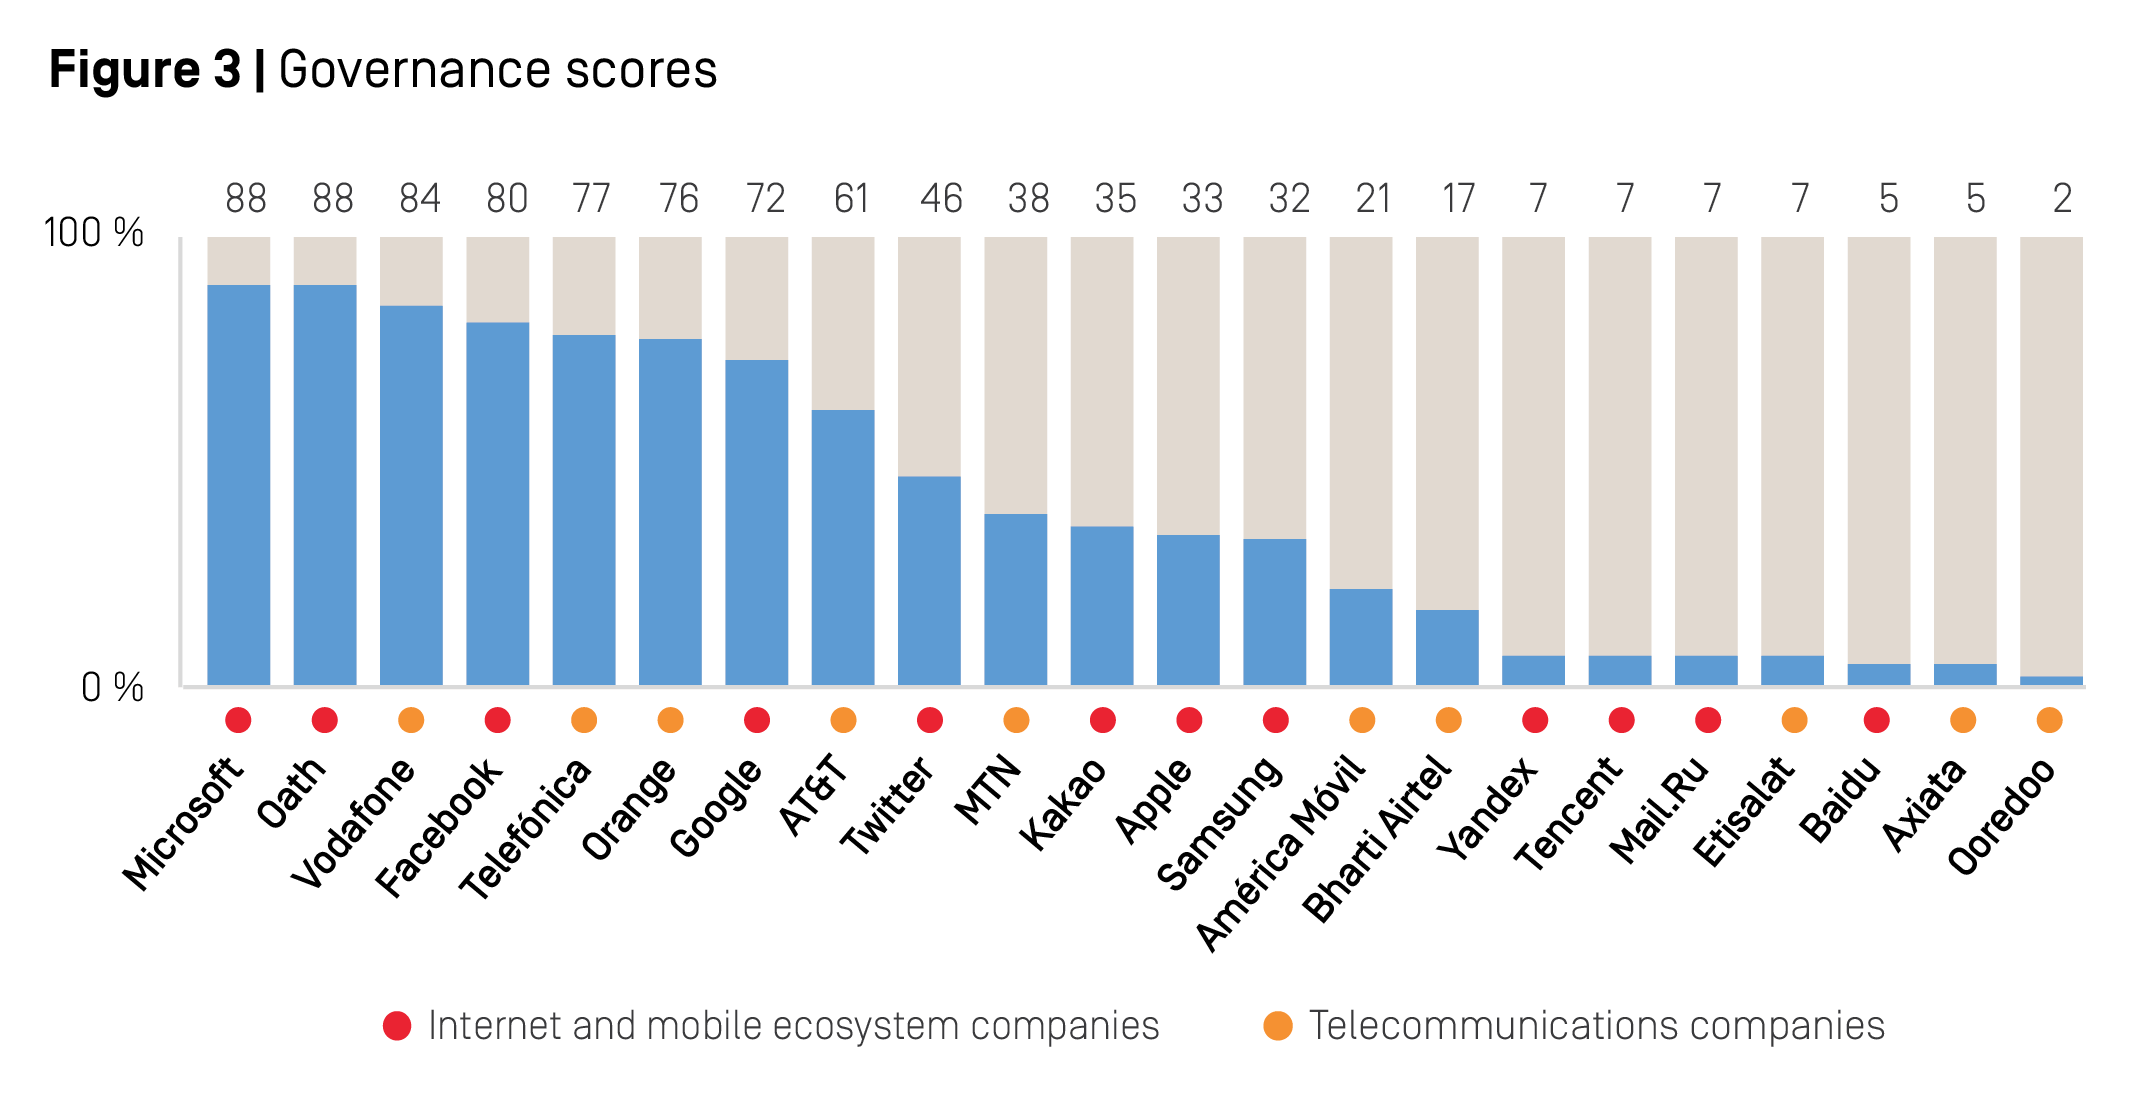 Figure 3 | Governance scores
88 88 84 80 77 76 72 61 46 38 35 33 32 21 17 7 7 7 7 5 5 2
100 %
0 %
Microsoft
Oath
Vodafone
Facebook
Telefónica
Orange
Google
AT&T
Twitter
MTN
Kakao
Apple
Samsung
América Móvil
Bharti Airtel
Yandex
Tencent
Mail.Ru
Etisalat
Baidu
Axiata
Ooredoo
Internet and mobile ecosystem companies
Telecommunications companies